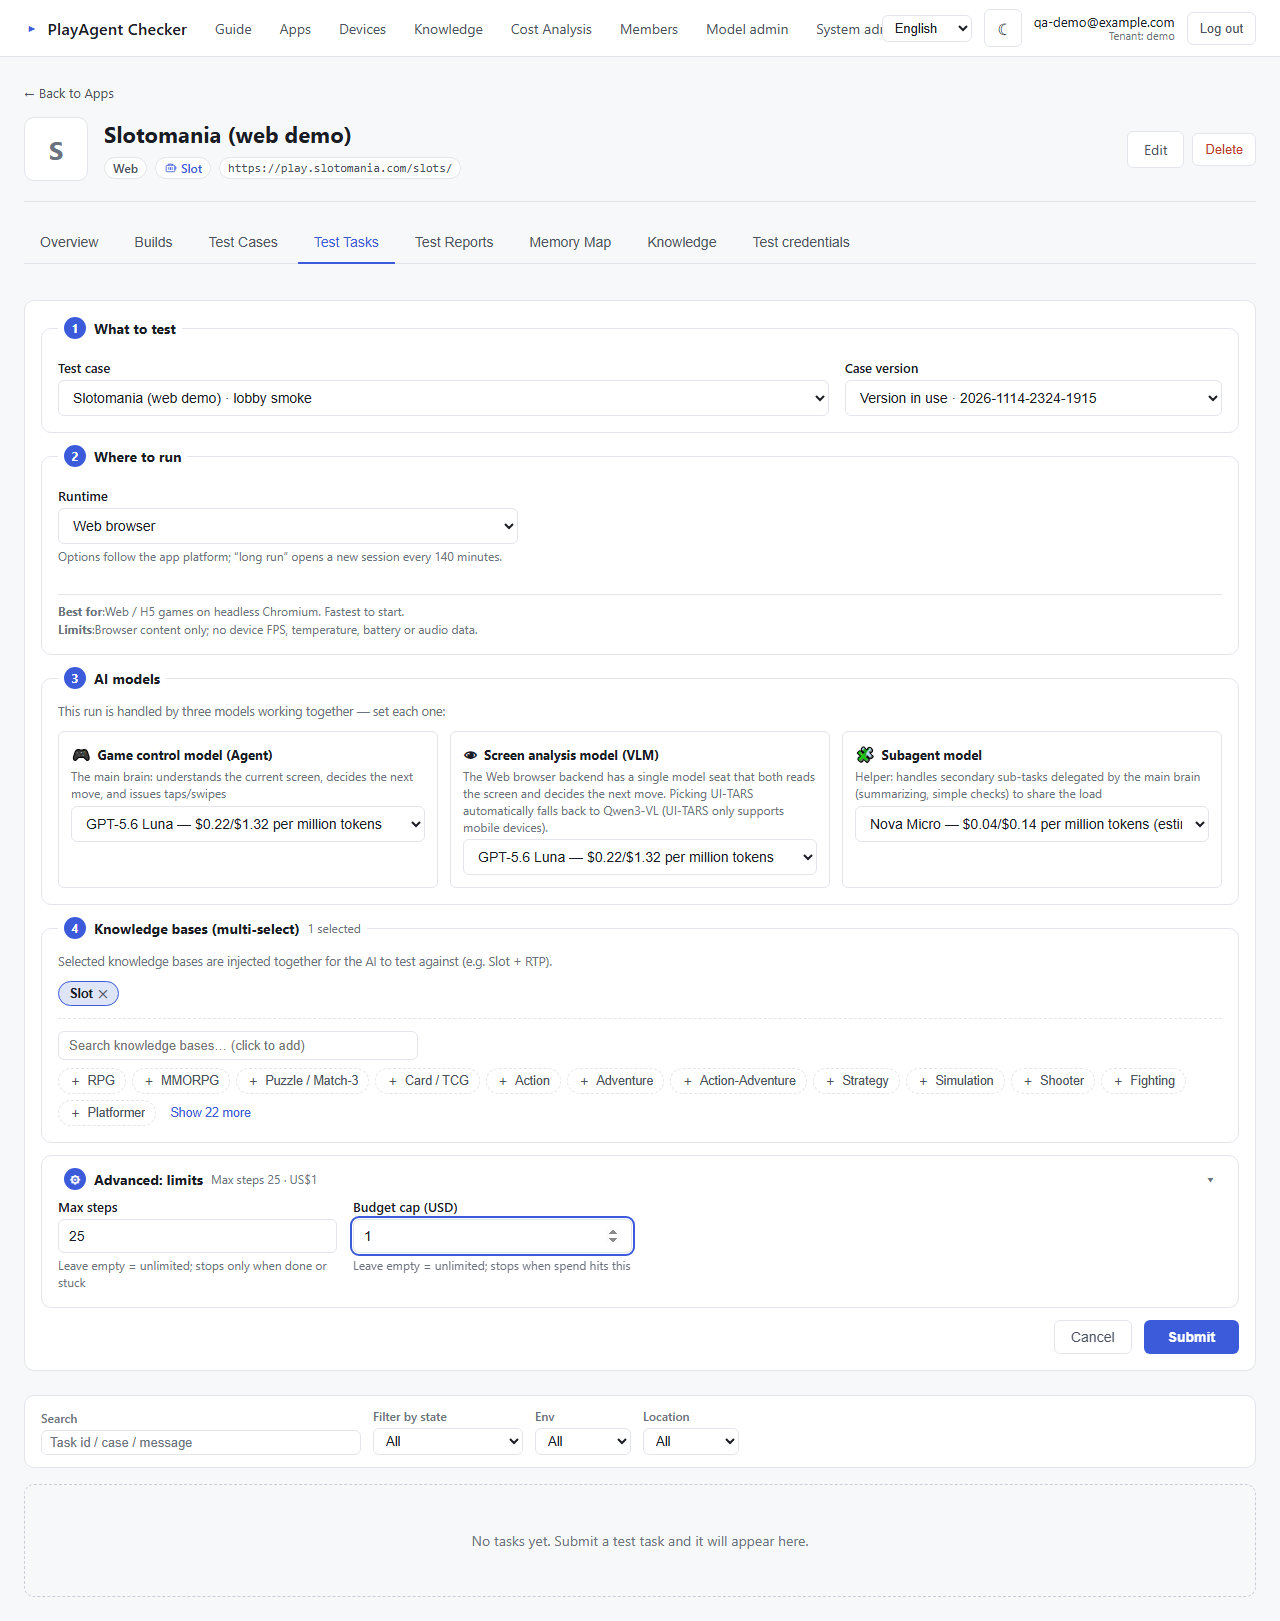 PlayAgent Checker
Guide
Apps
Devices
Knowledge
Cost Analysis
Members
Model admin
System adm
English
qa-demo@example.com
Tenant: demo
Log out
← Back to Apps
S
Slotomania (web demo)
Web
Slot
https://play.slotomania.com/slots/
Edit
Delete
Overview
Builds
Test Cases
Test Tasks
Test Reports
Memory Map
Knowledge
Test credentials
1 What to test
Test case
Case version
Slotomania (web demo) · lobby smoke
Version in use · 2026-1114-2324-1915
2 Where to run
Runtime
Web browser
Options follow the app platform; “long run” opens a new session every 140 minutes.
Best for:Web / H5 games on headless Chromium. Fastest to start.
Limits:Browser content only; no device FPS, temperature, battery or audio data.
3 AI models
This run is handled by three models working together — set each one:
Game control model (Agent)
The main brain: understands the current screen, decides the next
move, and issues taps/swipes
GPT-5.6 Luna — $0.22/$1.32 per million tokens
Screen analysis model (VLM)
The Web browser backend has a single model seat that both reads
the screen and decides the next move. Picking UI-TARS
automatically falls back to Qwen3-VL (UI-TARS only supports
mobile devices).
GPT-5.6 Luna — $0.22/$1.32 per million tokens
Subagent model
Helper: handles secondary sub-tasks delegated by the main brain
(summarizing, simple checks) to share the load
Nova Micro — $0.04/$0.14 per million tokens (estin
4 Knowledge bases (multi-select) 1 selected
Selected knowledge bases are injected together for the AI to test against (e.g. Slot + RTP).
Slot ×
Search knowledge bases… (click to add)
+ RPG
+ MMORPG
+ Puzzle / Match-3
+ Card / TCG
+ Action
+ Adventure
+ Action-Adventure
+ Strategy
+ Simulation
+ Shooter
+ Fighting
+ Platformer
Show 22 more
Advanced: limits Max steps 25 · US$1
Max steps
Budget cap (USD)
25
1
Leave empty = unlimited; stops only when done or
stuck
Leave empty = unlimited; stops when spend hits this
Cancel
Submit
Search
Filter by state
Env
Location
Task id / case / message
All
All
All
No tasks yet. Submit a test task and it will appear here.